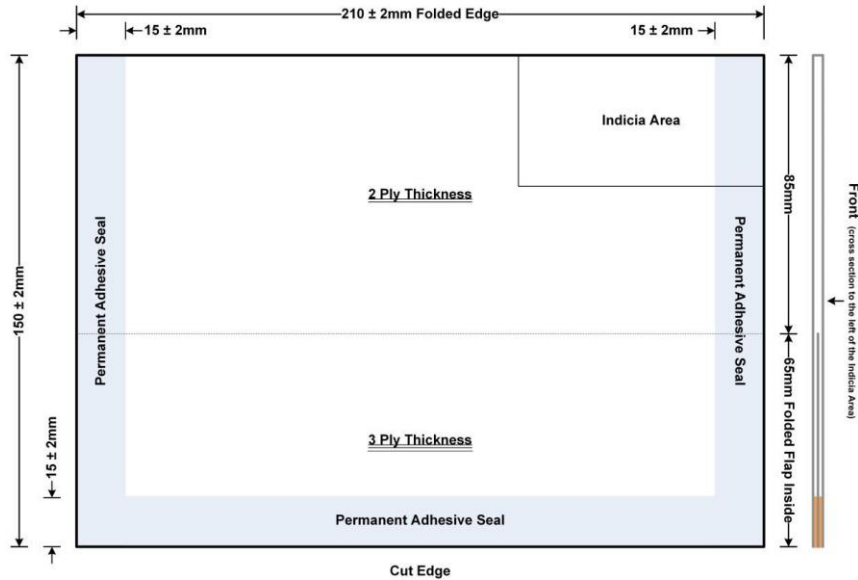 210 ± 2mm Folded Edge
15 ± 2mm
15 ± 2mm
Indicia Area
2 Ply Thickness
Permanent Adhesive Seal
Permanent Adhesive Seal
150 ± 2mm
85mm
Front (cross section to the left of the Indicia Area)
65mm Folded Flap Inside
3 Ply Thickness
15 ± 2mm
Permanent Adhesive Seal
Cut Edge